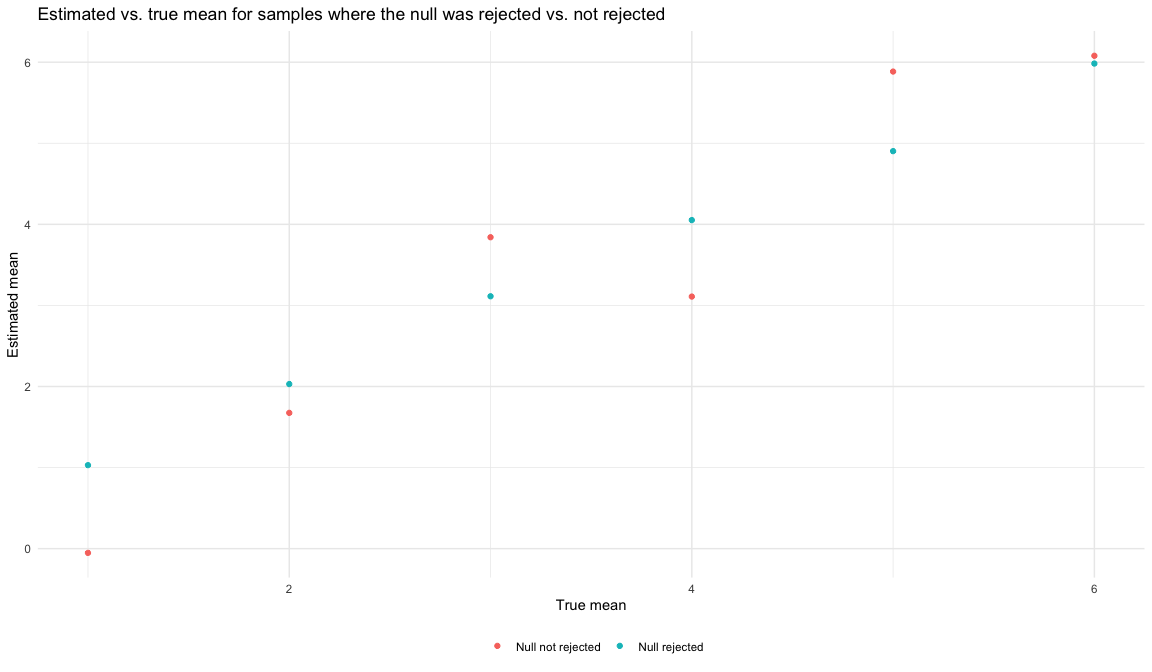 Estimated vs. true mean for samples where the null was rejected vs. not rejected
6
4
2
0
Estimated mean
2 4 6
True mean
Null not rejected Null rejected